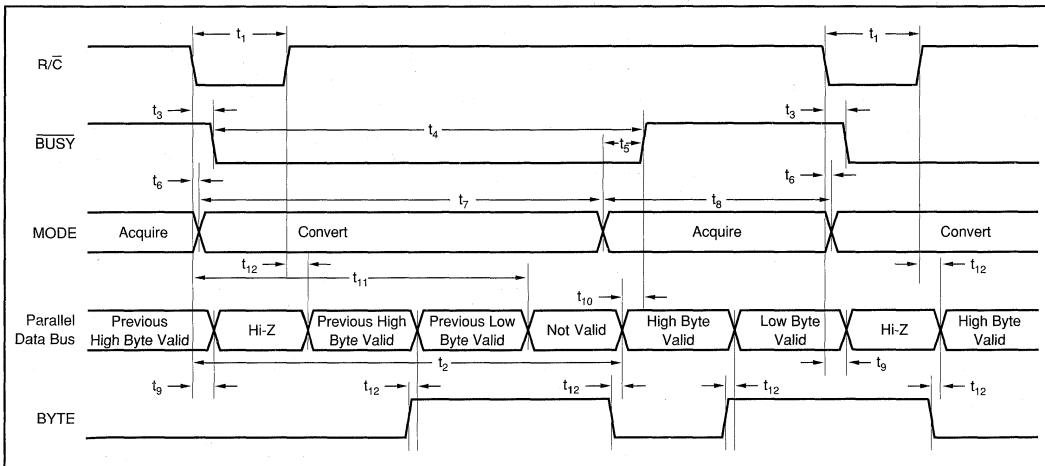 t1 t1
R/C̅
t3 t3
t4
B̅U̅S̅Y̅ t5
t6 t6
t7 t8
MODE Acquire Convert Acquire Convert
t12 t11 t12
t10
Parallel Data Bus
Previous High Byte Valid
Hi-Z
Previous High Byte Valid
Previous Low Byte Valid
Not Valid
High Byte Valid
Low Byte Valid
Hi-Z
High Byte Valid
t2
t9 t12 t12 t12 t9 t12
BYTE